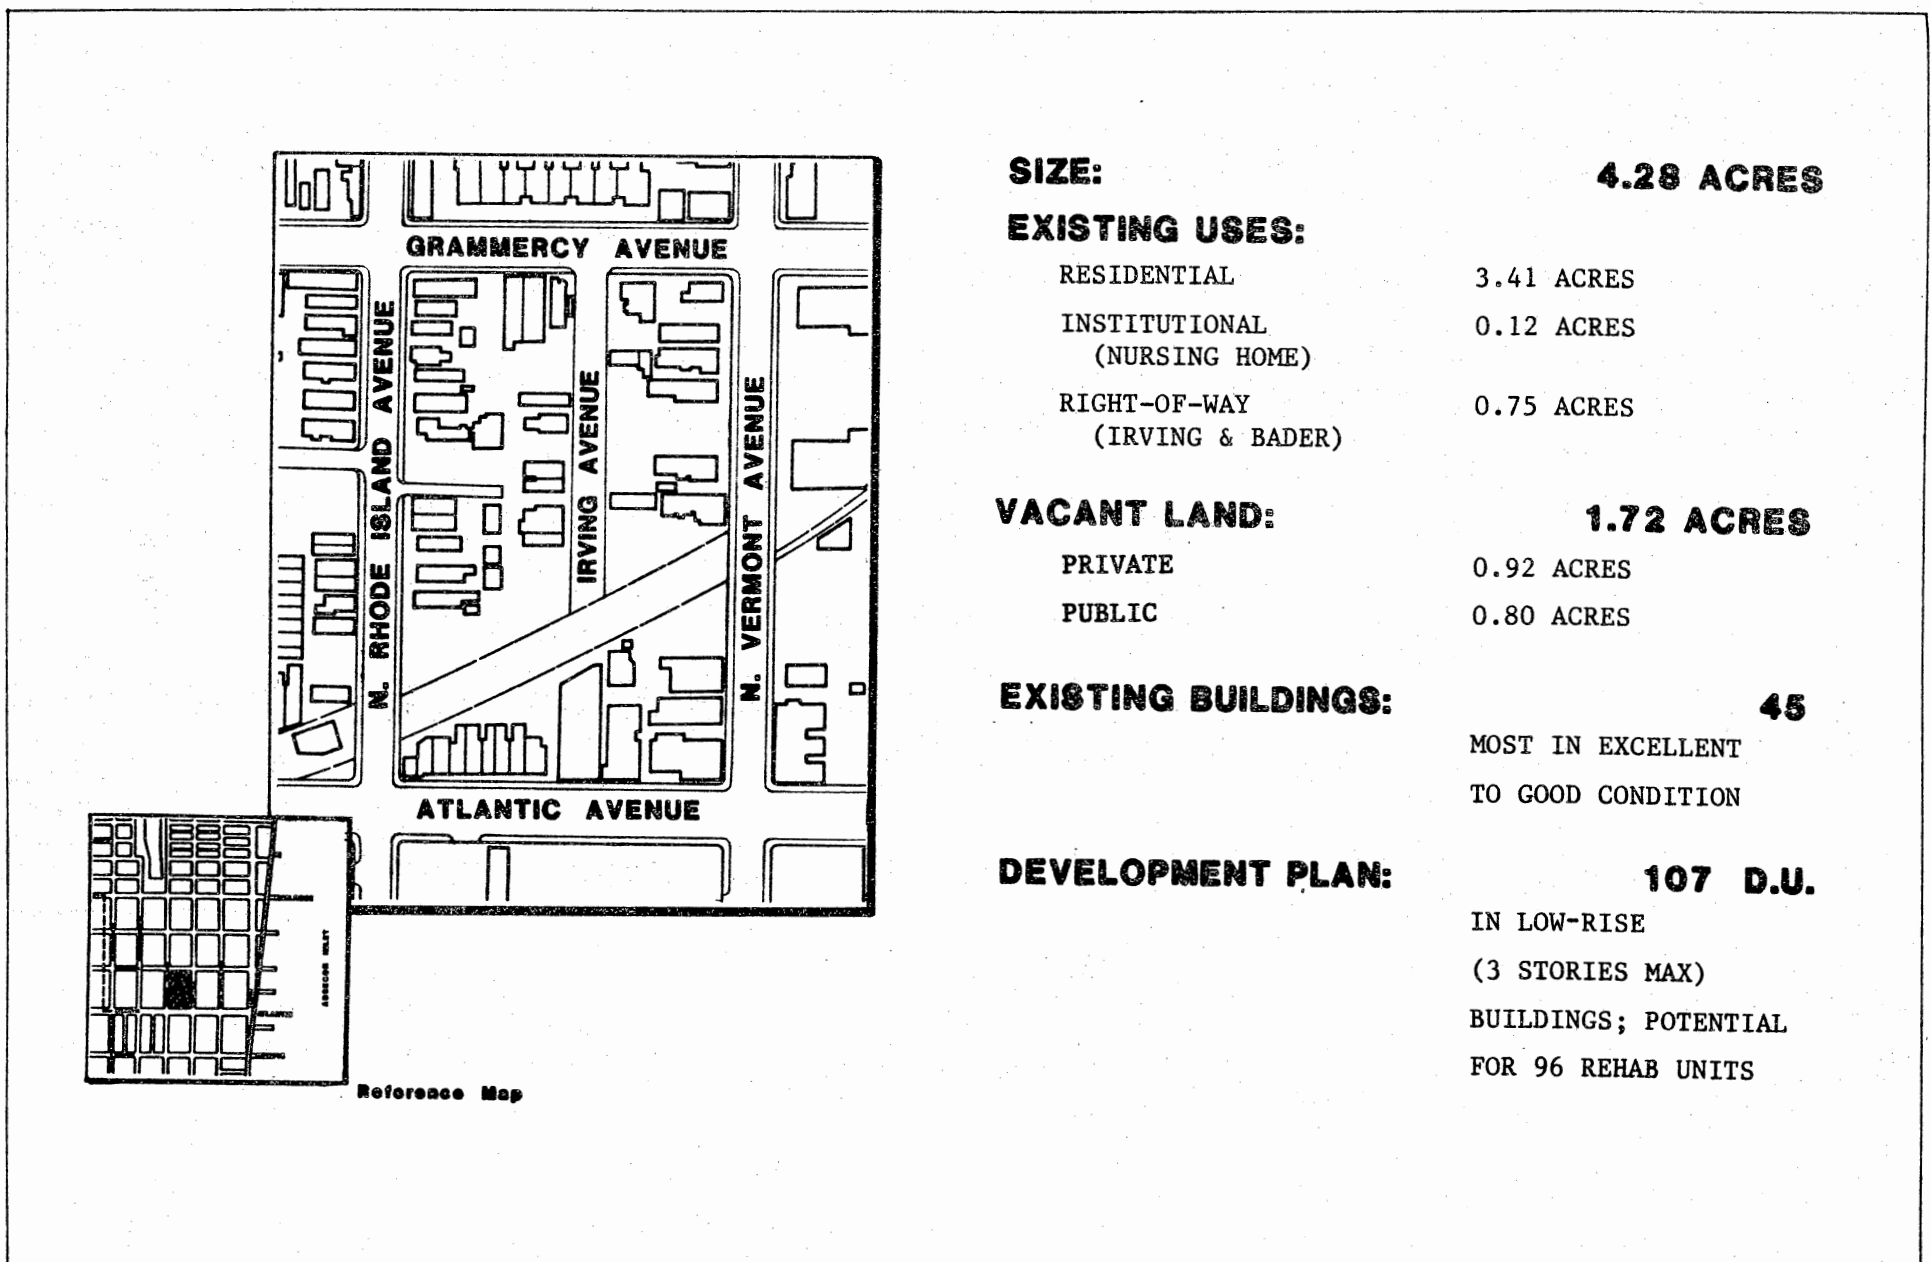 GRAMMERCY AVENUE
N. RHODE ISLAND AVENUE
IRVING AVENUE
N. VERMONT AVENUE
ATLANTIC AVENUE
Reference Map
SIZE: 4.28 ACRES
EXISTING USES:
RESIDENTIAL 3.41 ACRES
INSTITUTIONAL 0.12 ACRES
(NURSING HOME)
RIGHT-OF-WAY 0.75 ACRES
(IRVING & BADER)
VACANT LAND: 1.72 ACRES
PRIVATE 0.92 ACRES
PUBLIC 0.80 ACRES
EXISTING BUILDINGS: 45
MOST IN EXCELLENT
TO GOOD CONDITION
DEVELOPMENT PLAN: 107 D.U.
IN LOW-RISE
(3 STORIES MAX)
BUILDINGS; POTENTIAL
FOR 96 REHAB UNITS